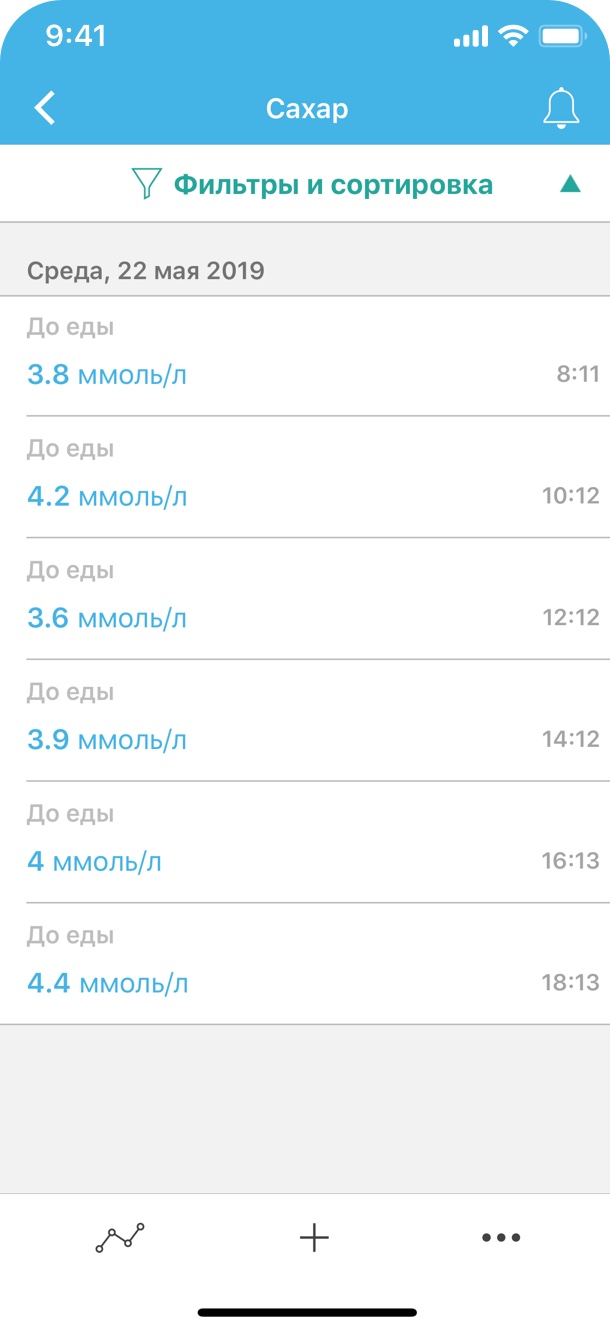 9:41
Сахар
Фильтры и сортировка
Среда, 22 мая 2019
До еды
3.8 ммоль/л 8:11
До еды
4.2 ммоль/л 10:12
До еды
3.6 ммоль/л 12:12
До еды
3.9 ммоль/л 14:12
До еды
4 ммоль/л 16:13
До еды
4.4 ммоль/л 18:13